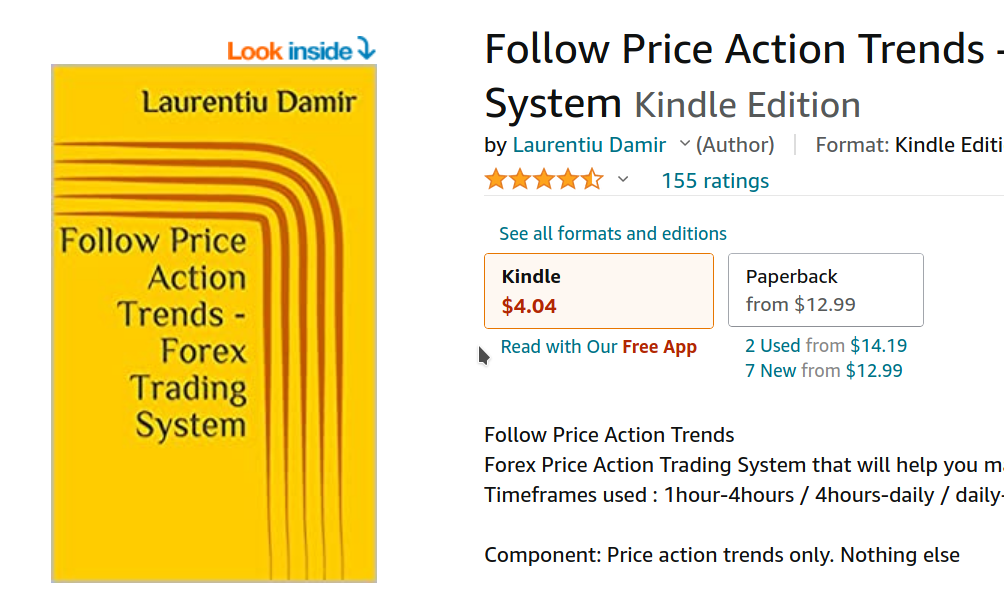 Look inside
Laurentiu Damir
Follow Price
Action
Trends -
Forex
Trading
System
Follow Price Action Trends -
System Kindle Edition
by Laurentiu Damir (Author) Format: Kindle Editi
155 ratings
See all formats and editions
Kindle
$4.04
Read with Our Free App
Paperback
from $12.99
2 Used from $14.19
7 New from $12.99
Follow Price Action Trends
Forex Price Action Trading System that will help you ma
Timeframes used : 1hour-4hours / 4hours-daily / daily-
Component: Price action trends only. Nothing else